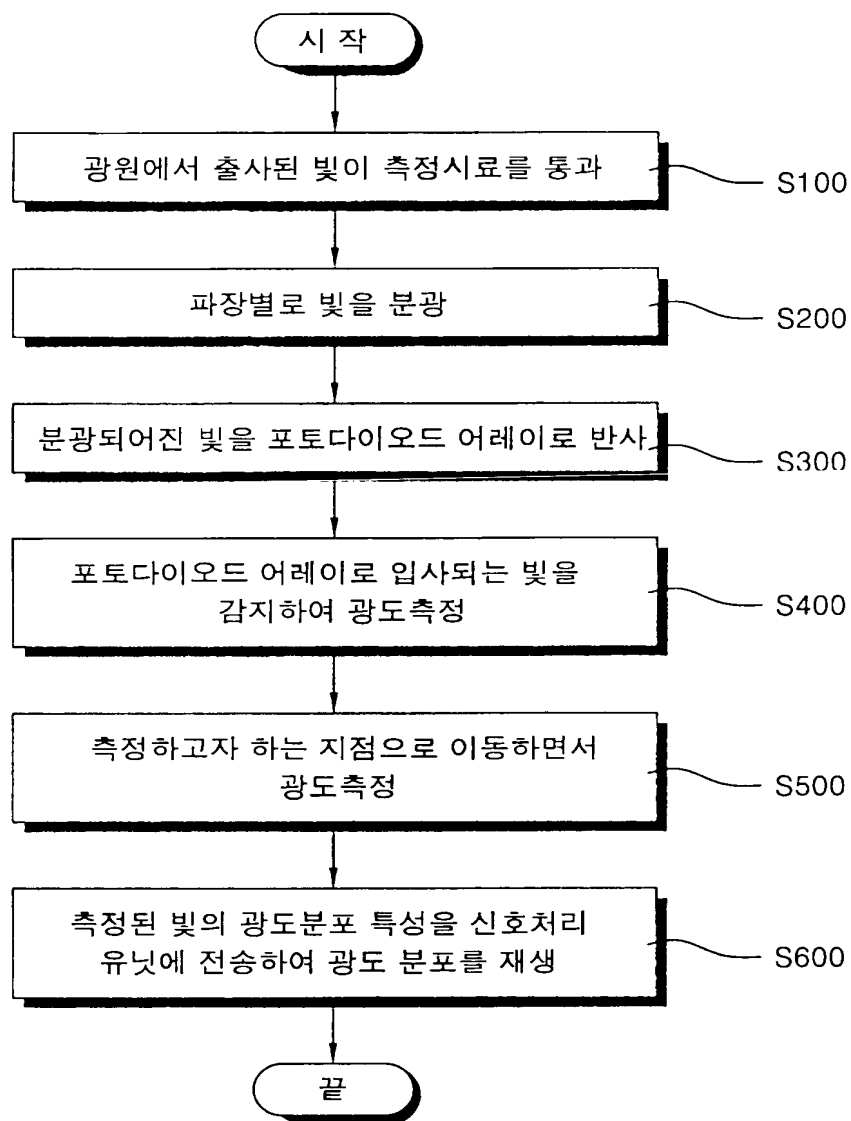 시 작
광원에서 출사된 빛이 측정시료를 통과
S100
파장별로 빛을 분광
S200
분광되어진 빛을 포토다이오드 어레이로 반사
S300
포토다이오드 어레이로 입사되는 빛을
감지하여 광도측정
S400
측정하고자 하는 지점으로 이동하면서
광도측정
S500
측정된 빛의 광도분포 특성을 신호처리
유닛에 전송하여 광도 분포를 재생
S600
끝